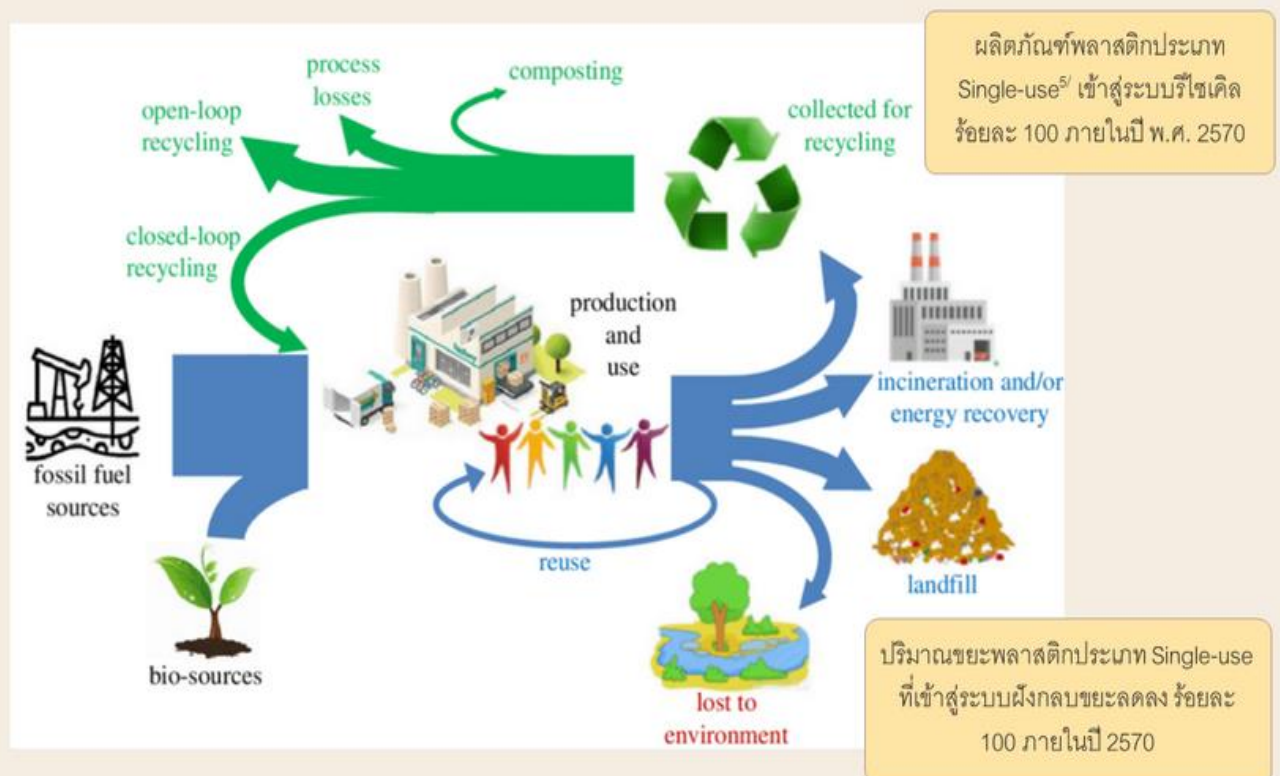 ผลิตภัณฑ์พลาสติกประเภท
Single-use5/ เข้าสู่ระบบรีไซเคิล
ร้อยละ 100 ภายในปี พ.ศ. 2570
process
losses
composting
open-loop
recycling
collected for
recycling
closed-loop
recycling
production
and
use
incineration and/or
energy recovery
fossil fuel
sources
reuse
landfill
bio-sources
lost to
environment
ปริมาณขยะพลาสติกประเภท Single-use
ที่เข้าสู่ระบบฝังกลบขยะลดลง ร้อยละ
100 ภายในปี 2570